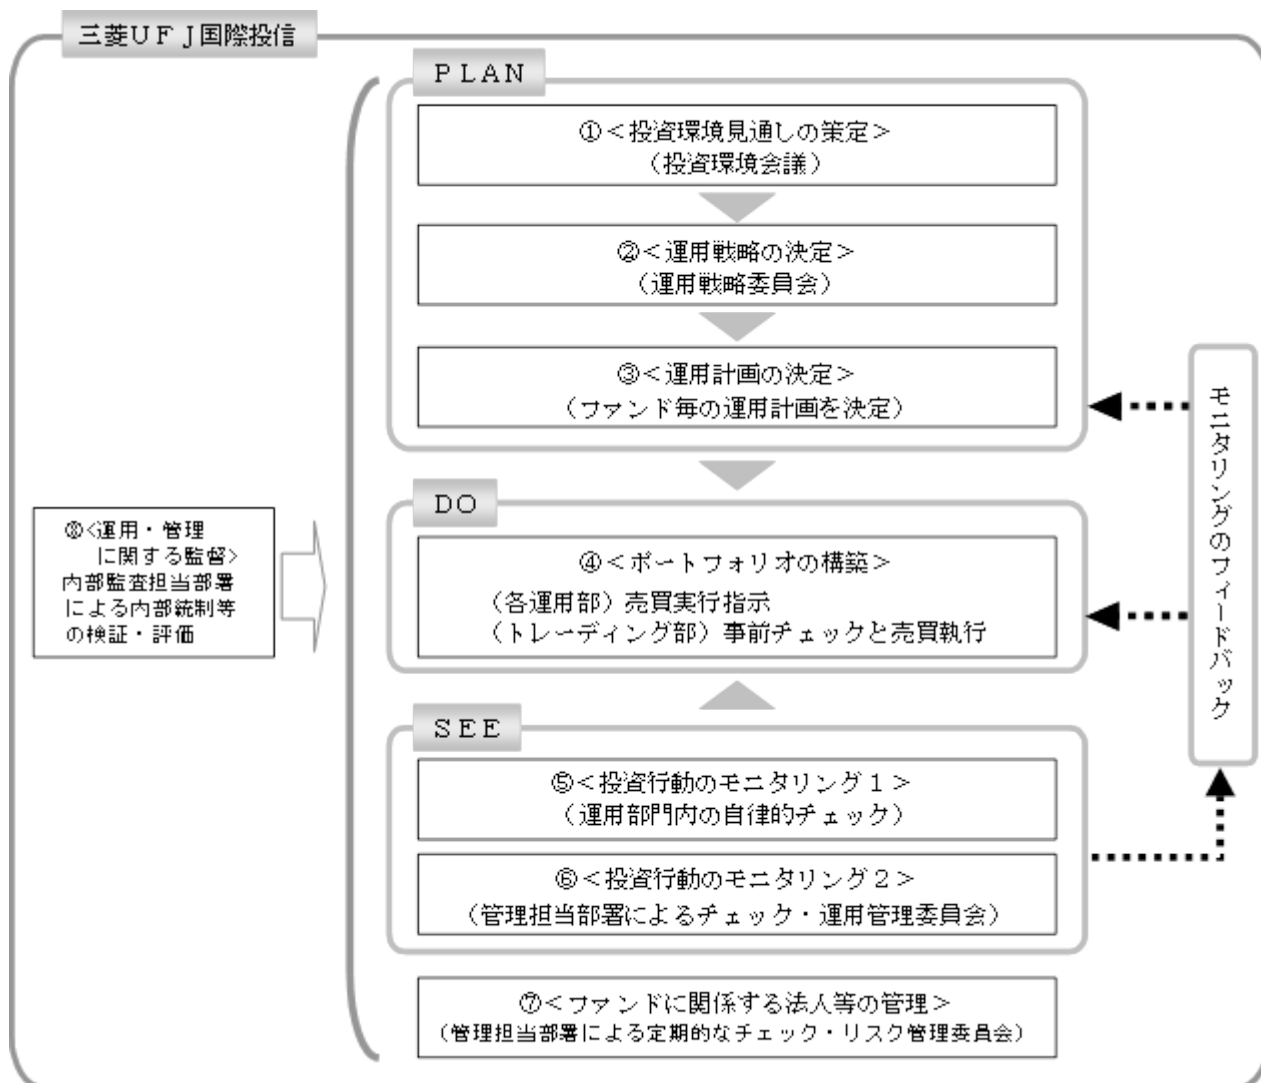 三菱ＵＦＪ国際投信
ＰＬＡＮ
①＜投資環境見通しの策定＞
（投資環境会議）
②＜運用戦略の決定＞
（運用戦略委員会）
③＜運用計画の決定＞
（ファンド毎の運用計画を決定）
ＤＯ
④＜ポートフォリオの構築＞
（各運用部）売買実行指示
（トレーディング部）事前チェックと売買執行
ＳＥＥ
⑤＜投資行動のモニタリング１＞
（運用部門内の自律的チェック）
⑥＜投資行動のモニタリング２＞
（管理担当部署によるチェック・運用管理委員会）
⑦＜ファンドに関係する法人等の管理＞
（管理担当部署による定期的なチェック・リスク管理委員会）
⑧<運用・管理
に関する監督>
内部監査担当部署
による内部統制等
の検証・評価
モニタリングのフィードバック